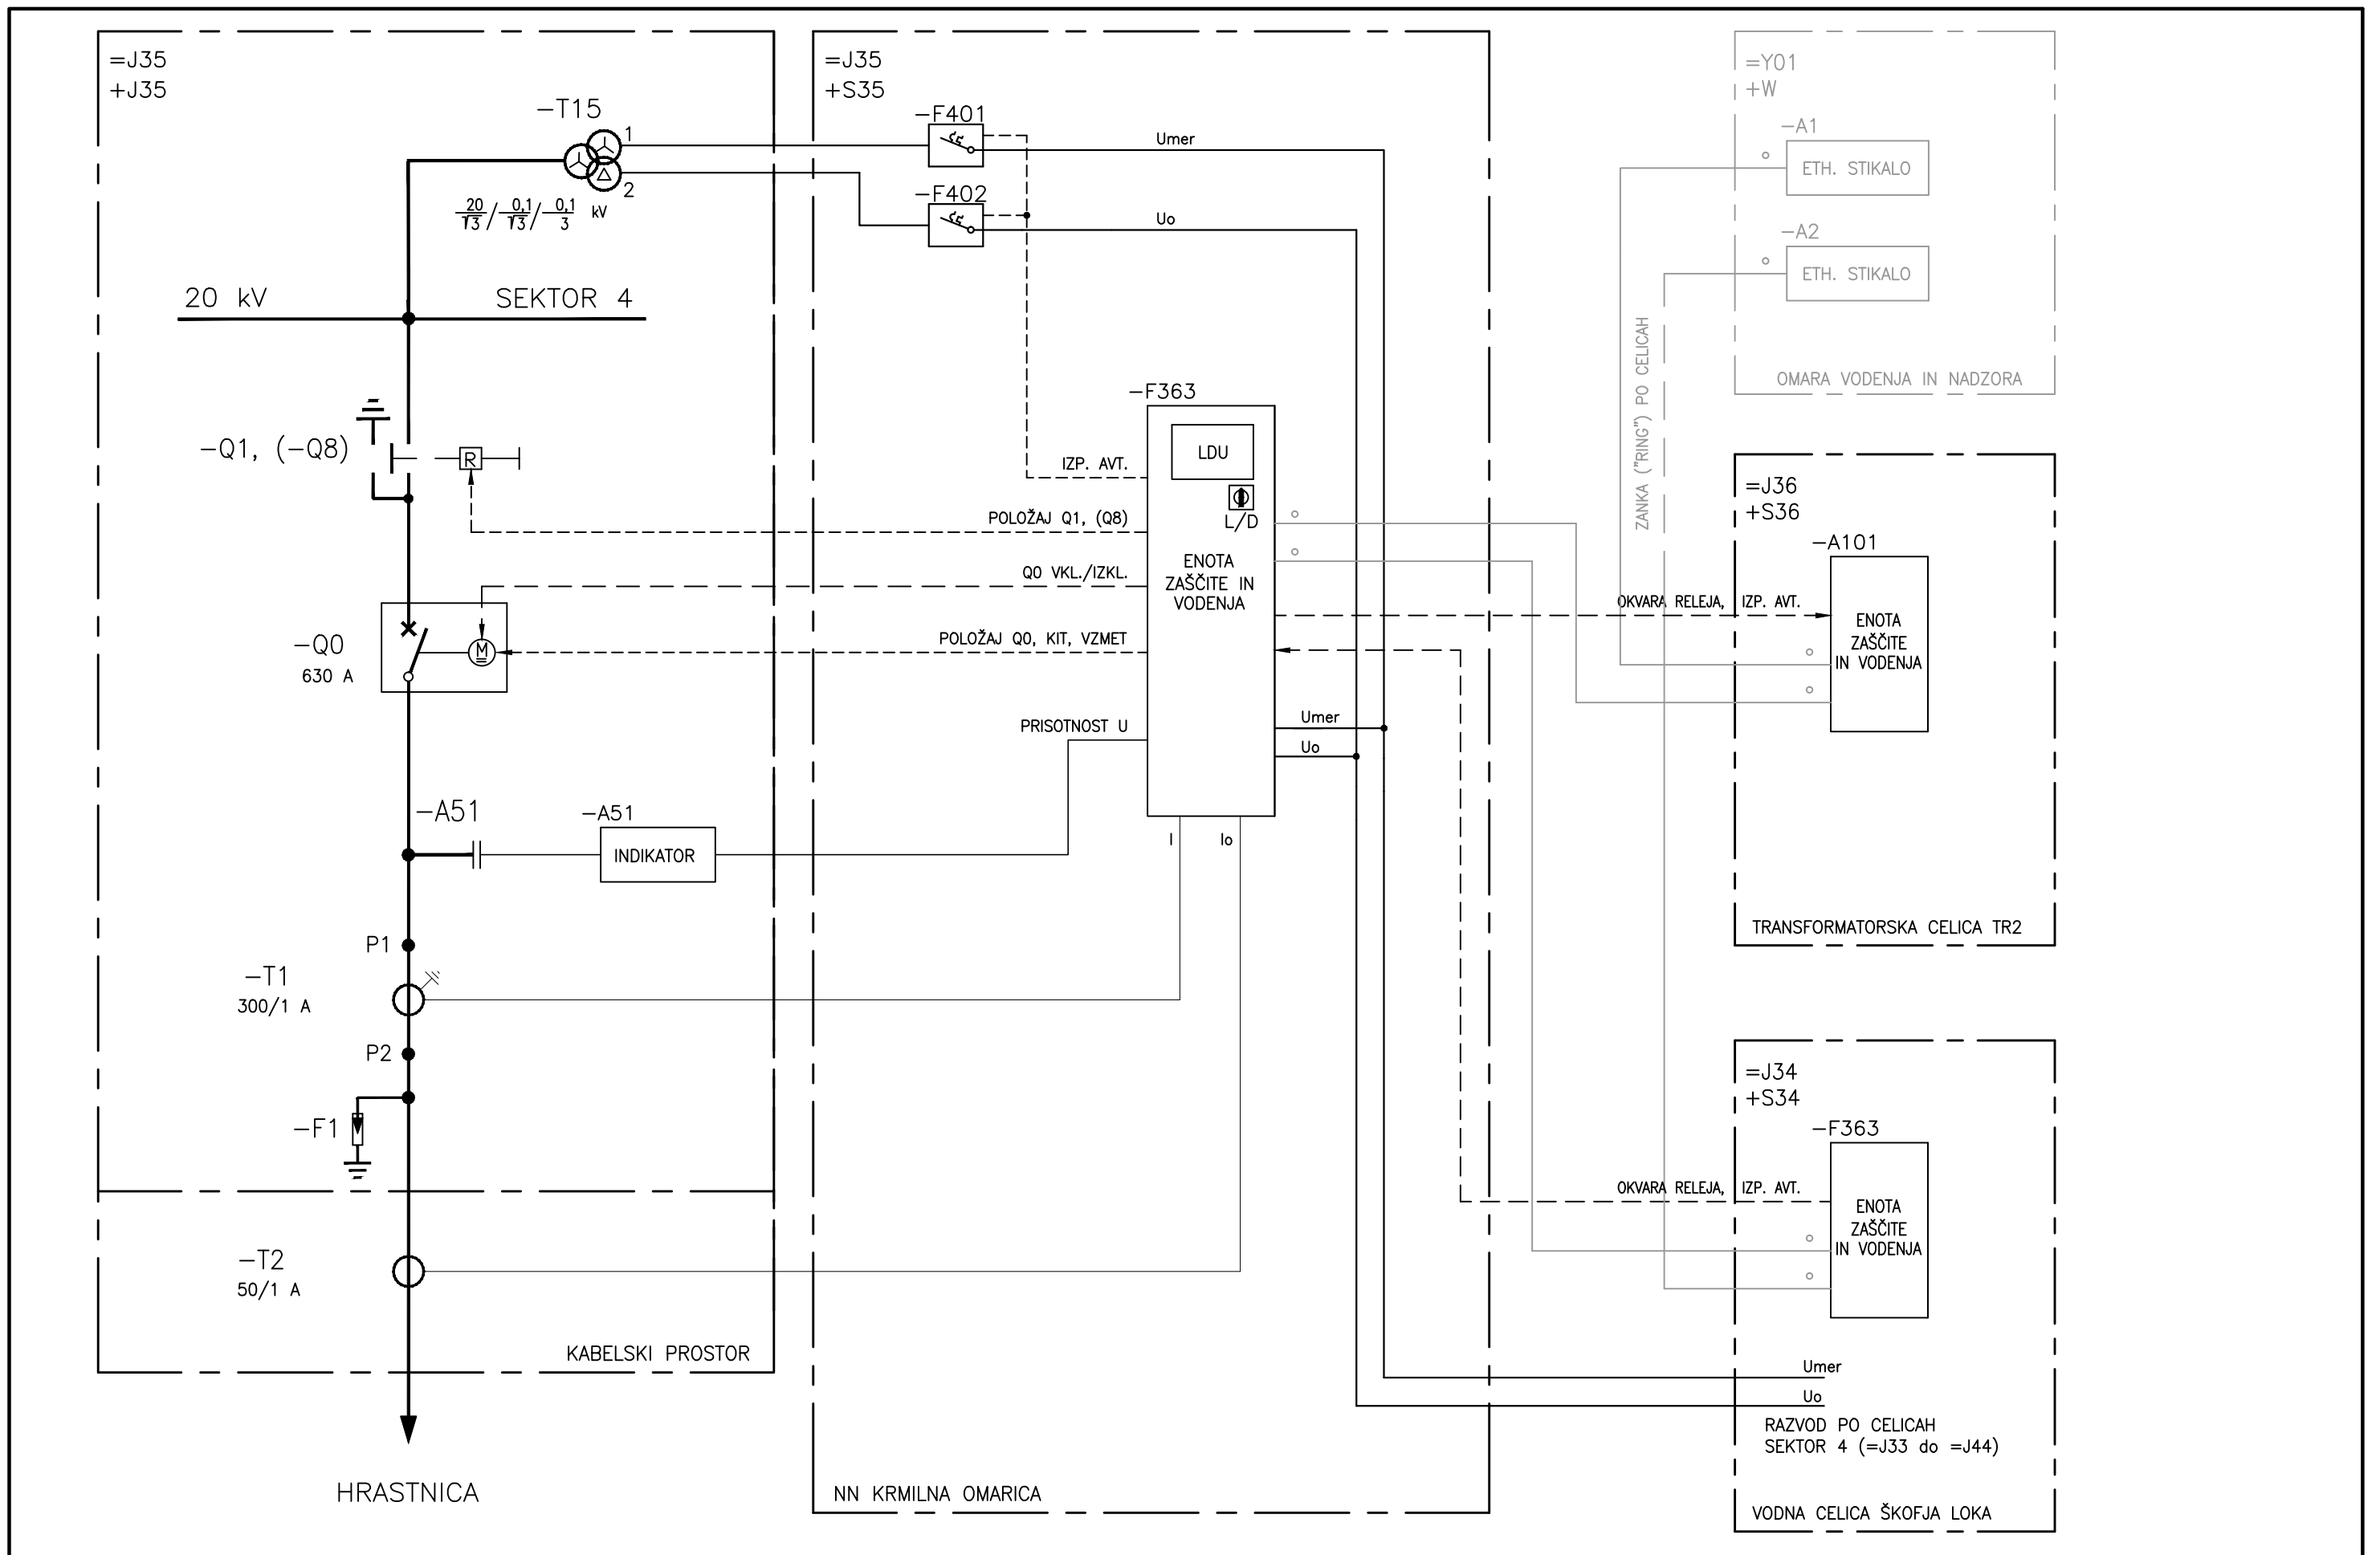 =J35
+J35
-T15
1
2
20/√3 / 0,1/√3 / 0,1/3 kV
20 kV
SEKTOR 4
-Q1, (-Q8)
R
-Q0
630 A
M
-A51
-A51
INDIKATOR
P1
-T1
300/1 A
P2
-F1
-T2
50/1 A
KABELSKI PROSTOR
HRASTNICA
=J35
+S35
-F401
Umer
-F402
Uo
-F363
LDU
L/D
ENOTA
ZAŠČITE IN
VODENJA
IZP. AVT.
POLOŽAJ Q1, (Q8)
Q0 VKL./IZKL.
POLOŽAJ Q0, KIT, VZMET
PRISOTNOST U
Umer
Uo
I
Io
NN KRMILNA OMARICA
=Y01
+W
-A1
ETH. STIKALO
-A2
ETH. STIKALO
OMARA VODENJA IN NADZORA
ZANKA ("RING") PO CELICAH
=J36
+S36
-A101
OKVARA RELEJA, IZP. AVT.
ENOTA
ZAŠČITE
IN VODENJA
TRANSFORMATORSKA CELICA TR2
=J34
+S34
-F363
OKVARA RELEJA, IZP. AVT.
ENOTA
ZAŠČITE
IN VODENJA
Umer
Uo
RAZVOD PO CELICAH
SEKTOR 4 (=J33 do =J44)
VODNA CELICA ŠKOFJA LOKA